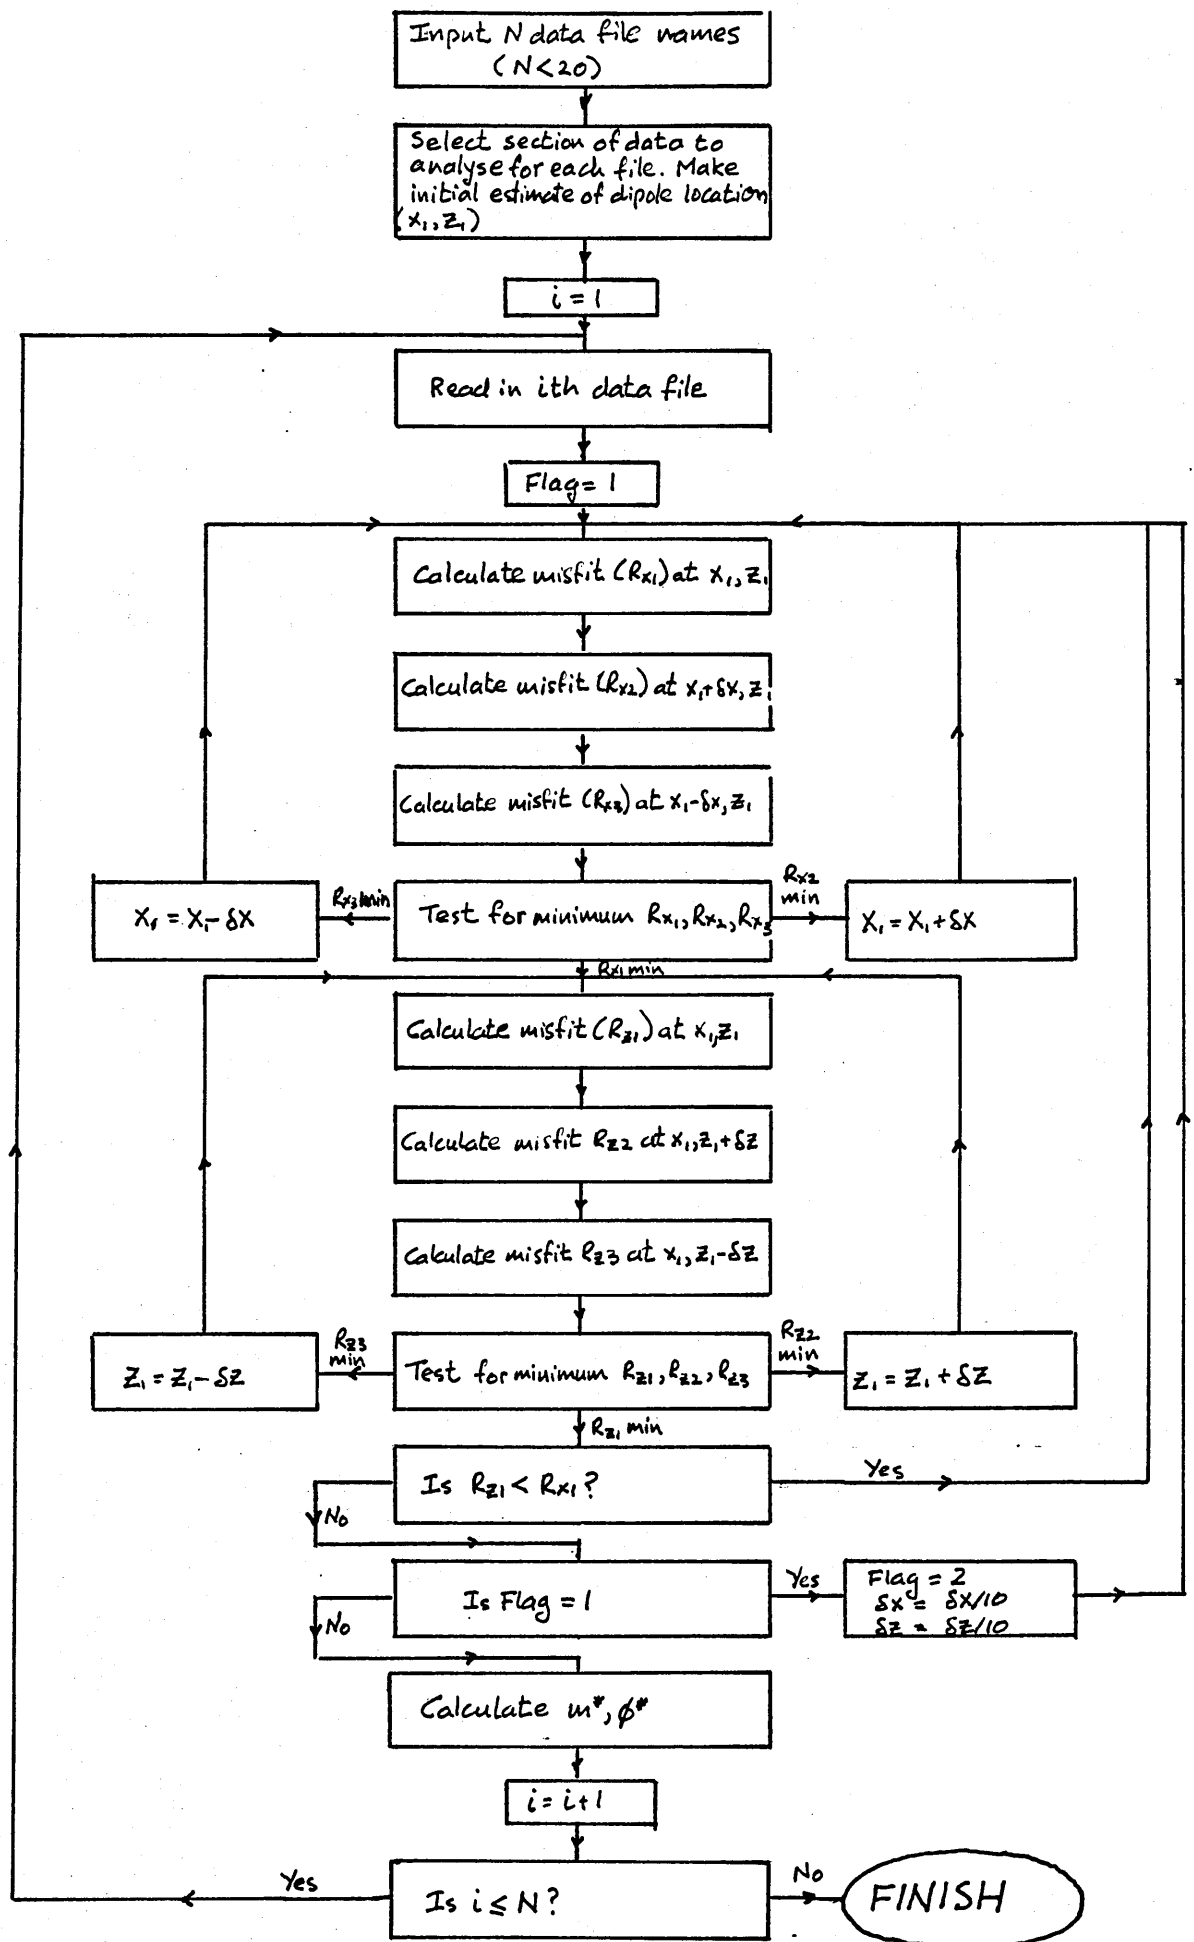 Input N data file names
(N<20)
Select section of data to
analyse for each file. Make
initial estimate of dipole location
(x₁, z₁)
i = 1
Read in ith data file
Flag = 1
Calculate misfit (Rx₁) at x₁, z₁
Calculate misfit (Rx2) at x₁+δx, z₁
Calculate misfit (Rx3) at x₁-δx, z₁
Rx3 min
Rx2
min
X₁ = X₁-δX
Test for minimum Rx₁, Rx₂, Rx₃
X₁ = X₁+δX
Rx1 min
Calculate misfit (Rz1) at x₁,z₁
Calculate misfit Rz2 at x₁, z₁+δz
Calculate misfit Rz3 at x₁, z₁-δz
Rz3
min
Rz2
min
Z₁ = Z₁-δZ
Test for minimum Rz1, Rz2, Rz3
Z₁ = Z₁ + δZ
Rz₁ min
Is Rz1 < Rx1 ?
Yes
No
Is Flag = 1
Yes
Flag = 2
δx = δx/10
δz = δz/10
No
Calculate m*, φ*
i = i+1
Yes
Is i ≤ N ?
No
FINISH